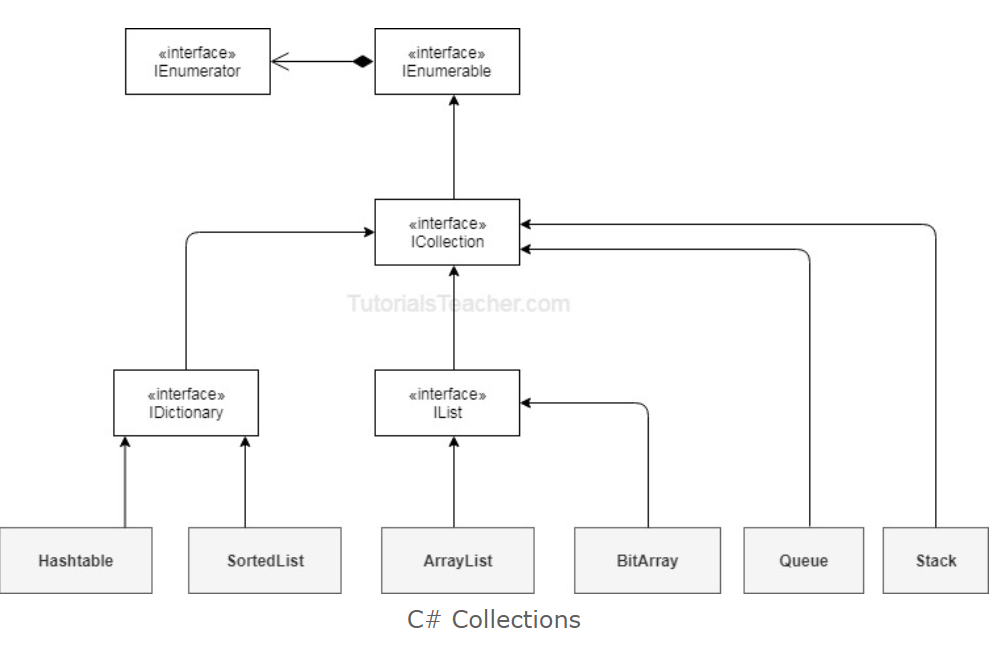 «interface»
IEnumerator
«interface»
IEnumerable
«interface»
ICollection
TutorialsTeacher.com
«interface»
IDictionary
«interface»
IList
Hashtable
SortedList
ArrayList
BitArray
Queue
Stack
C# Collections